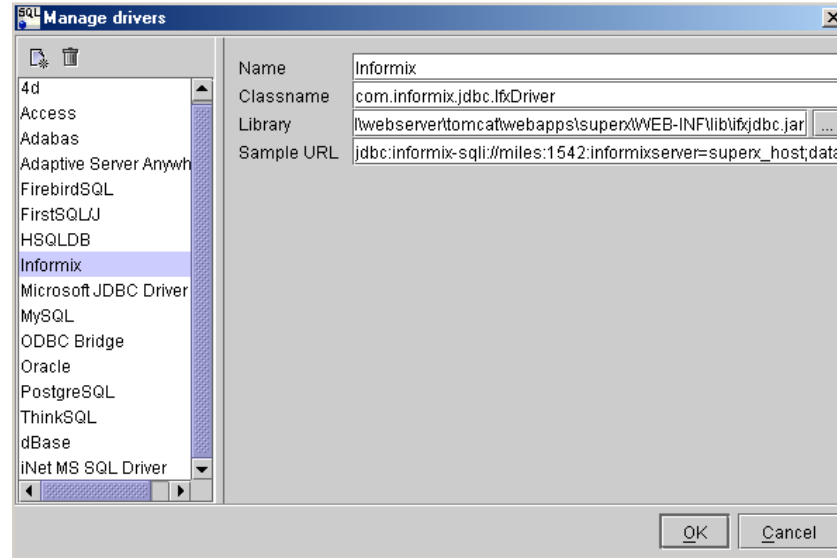 SQL Manage drivers
4d
Access
Adabas
Adaptive Server Anywh
FirebirdSQL
FirstSQL/J
HSQLDB
Informix
Microsoft JDBC Driver
MySQL
ODBC Bridge
Oracle
PostgreSQL
ThinkSQL
dBase
iNet MS SQL Driver
Name Informix
Classname com.informix.jdbc.IfxDriver
Library l\webserver\tomcat\webapps\superx\WEB-INF\lib\ifxjdbc.jar ...
Sample URL jdbc:informix-sqli://miles:1542:informixserver=superx_host;data
OK Cancel